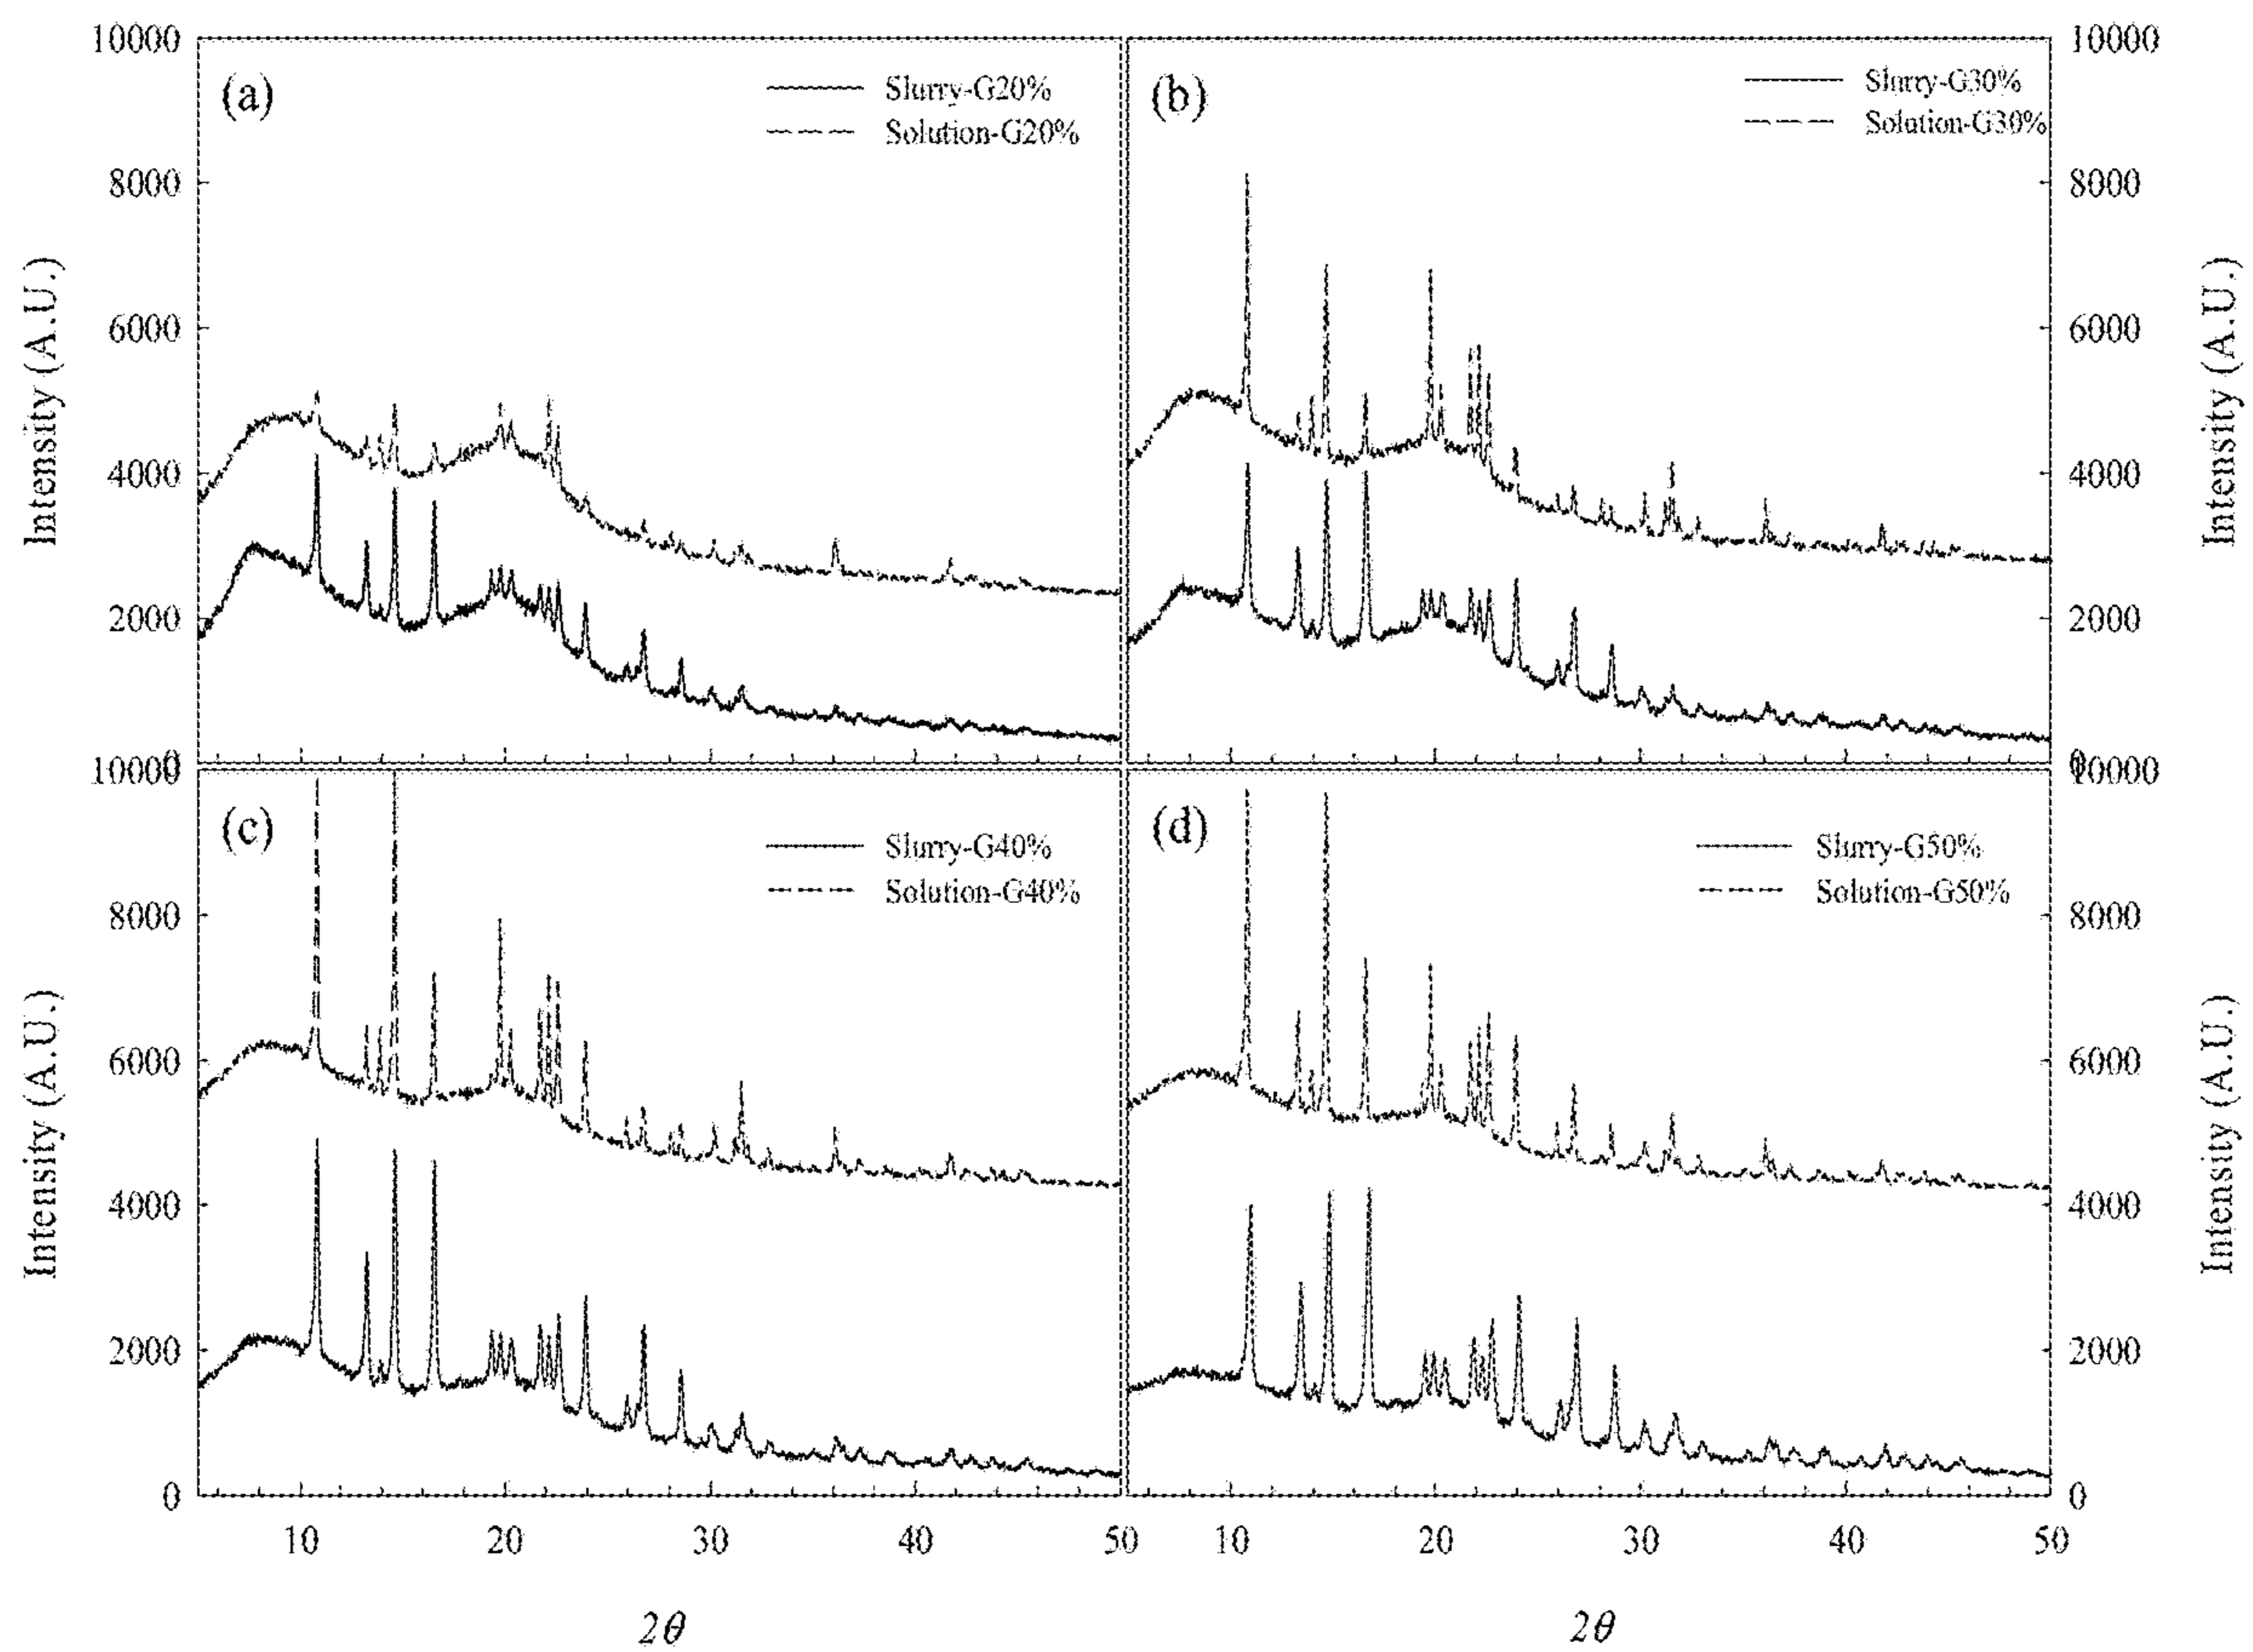 10000
8000
6000
4000
2000
0
Intensity (A.U.)
(a)
Slurry-G20%
Solution-G20%
(b)
Slurry-G30%
Solution-G30%
10000
8000
6000
4000
2000
0
Intensity (A.U.)
10000
8000
6000
4000
2000
0
Intensity (A.U.)
(c)
Slurry-G40%
Solution-G40%
(d)
Slurry-G50%
Solution-G50%
10000
8000
6000
4000
2000
0
Intensity (A.U.)
10 20 30 40 50 10 20 30 40 50
2θ 2θ